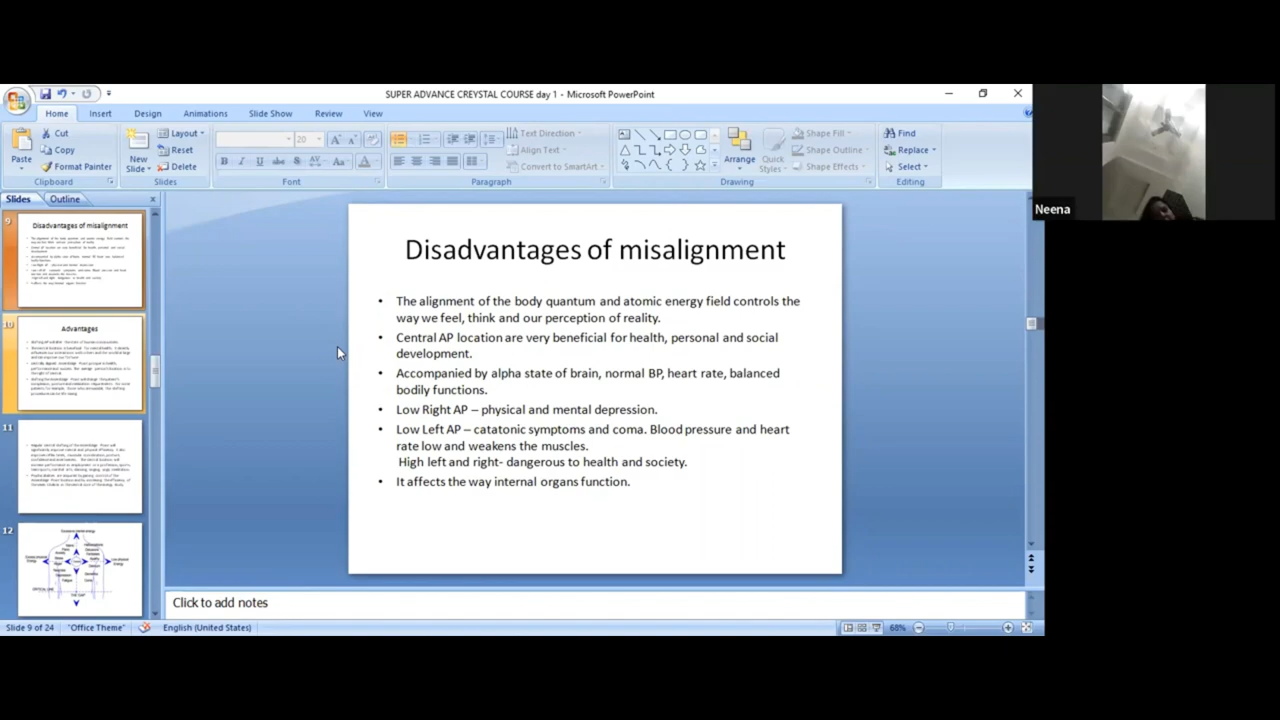 SUPER ADVANCE CREYSTAL COURSE day 1 - Microsoft PowerPoint
Home Insert Design Animations Slide Show Review View
Paste
Cut
Copy
Format Painter
Clipboard
New Slide
Layout
Reset
Delete
Slides
20
Font
Text Direction
Align Text
Convert to SmartArt
Paragraph
Arrange
Quick Styles
Shape Fill
Shape Outline
Shape Effects
Drawing
Find
Replace
Select
Editing
Neena
Slides Outline
9
Disadvantages of misalignment
10
Advantages
11
12
Disadvantages of misalignment
• The alignment of the body quantum and atomic energy field controls the
way we feel, think and our perception of reality.
• Central AP location are very beneficial for health, personal and social
development.
• Accompanied by alpha state of brain, normal BP, heart rate, balanced
bodily functions.
• Low Right AP – physical and mental depression.
• Low Left AP – catatonic symptoms and coma. Blood pressure and heart
rate low and weakens the muscles.
High left and right- dangerous to health and society.
• It affects the way internal organs function.
Click to add notes
Slide 9 of 24 "Office Theme" English (United States) 68%